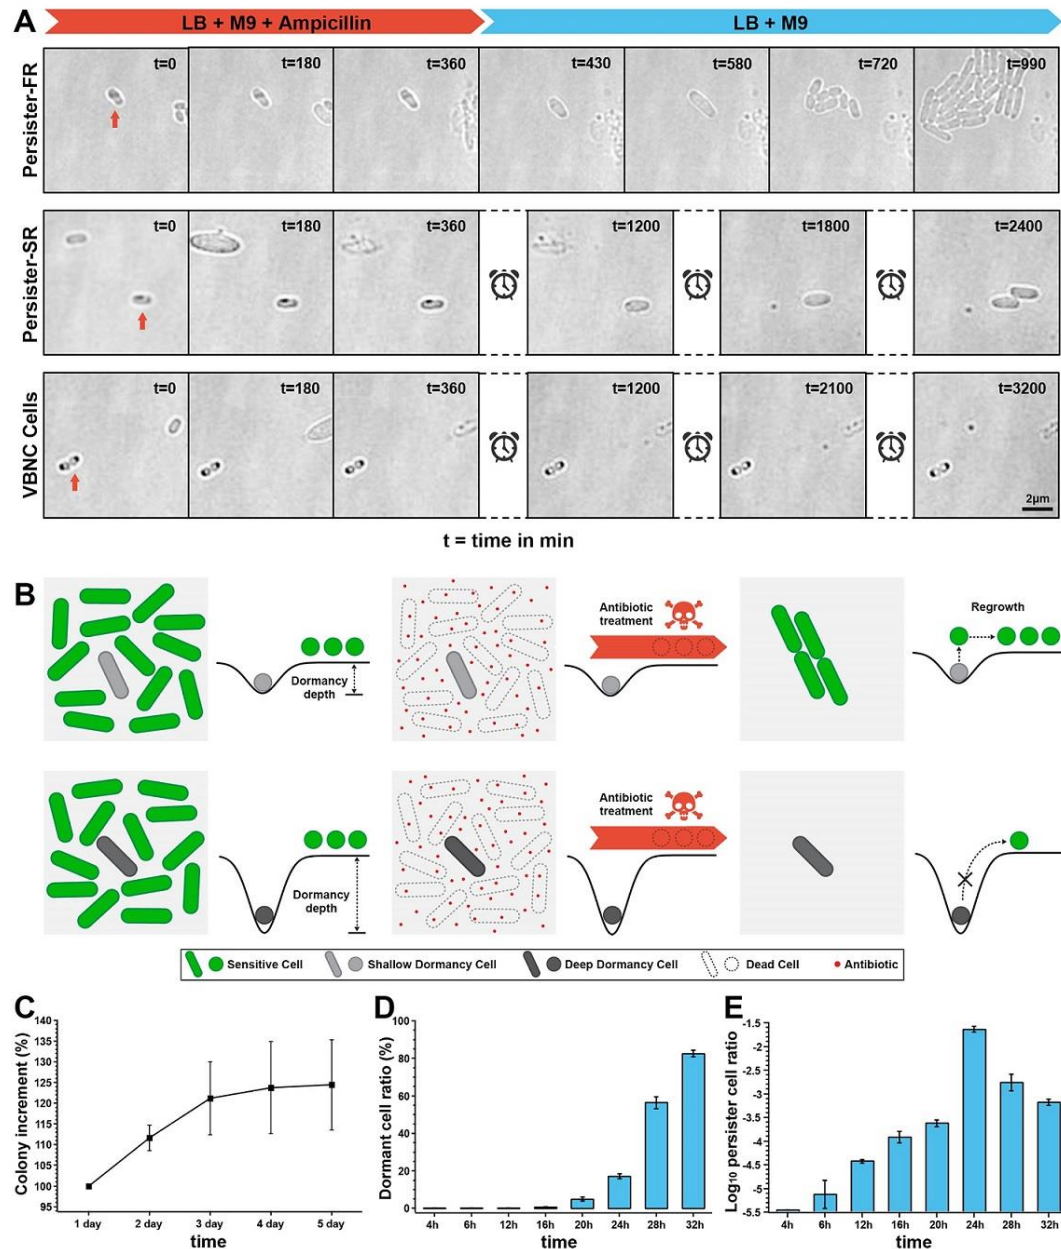 A
LB + M9 + Ampicillin
LB + M9
Persister-FR
t=0
t=180
t=360
t=430
t=580
t=720
t=990
Persister-SR
t=0
t=180
t=360
t=1200
t=1800
t=2400
VBNC Cells
t=0
t=180
t=360
t=1200
t=2100
t=3200
2μm
t = time in min
B
Dormancy
depth
Antibiotic
treatment
Regrowth
Dormancy
depth
Antibiotic
treatment
Sensitive Cell
Shallow Dormancy Cell
Deep Dormancy Cell
Dead Cell
Antibiotic
C
Colony increment (%)
140
135
130
125
120
115
110
105
100
95
1 day
2 day
3 day
4 day
5 day
time
D
Dormant cell ratio (%)
100
80
60
40
20
0
4h
6h
12h
16h
20h
24h
28h
32h
time
E
Log₁₀ persister cell ratio
-1.5
-2
-2.5
-3
-3.5
-4
-4.5
-5
-5.5
4h
6h
12h
16h
20h
24h
28h
32h
time